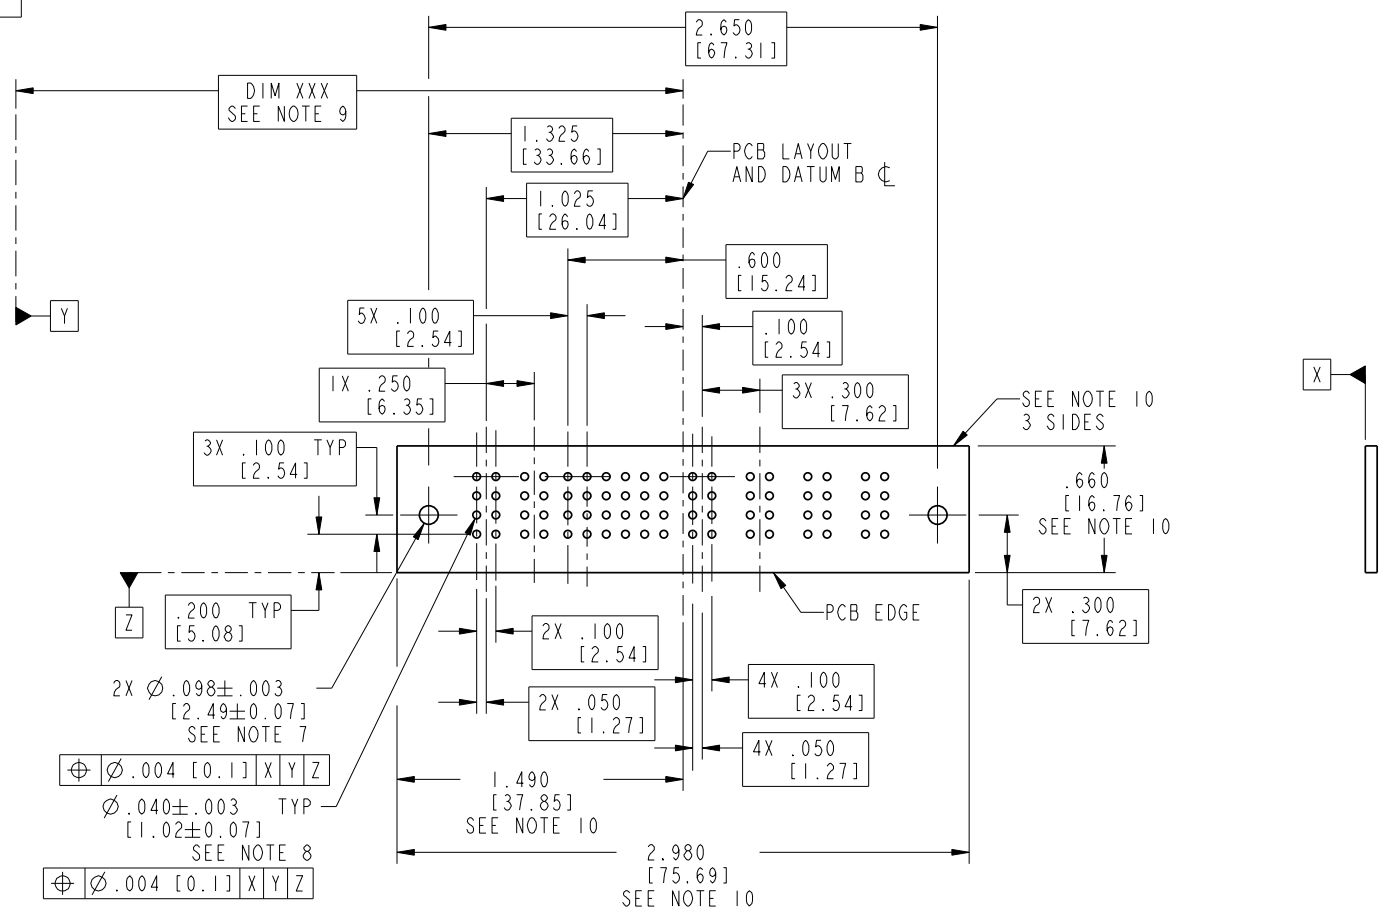 2.650
[67.31]
DIM XXX
SEE NOTE 9
1.325
[33.66]
PCB LAYOUT
AND DATUM B ℄
1.025
[26.04]
.600
[15.24]
Y
5X .100
[2.54]
.100
[2.54]
1X .250
[6.35]
3X .300
[7.62]
X
SEE NOTE 10
3 SIDES
3X .100 TYP
[2.54]
.660
[16.76]
SEE NOTE 10
Z
.200 TYP
[5.08]
PCB EDGE
2X .300
[7.62]
2X .100
[2.54]
2X ∅.098±.003
[2.49±0.07]
SEE NOTE 7
2X .050
[1.27]
4X .100
[2.54]
⌖ ∅.004 [0.1] X Y Z
4X .050
[1.27]
∅.040±.003 TYP
[1.02±0.07]
SEE NOTE 8
1.490
[37.85]
SEE NOTE 10
⌖ ∅.004 [0.1] X Y Z
2.980
[75.69]
SEE NOTE 10